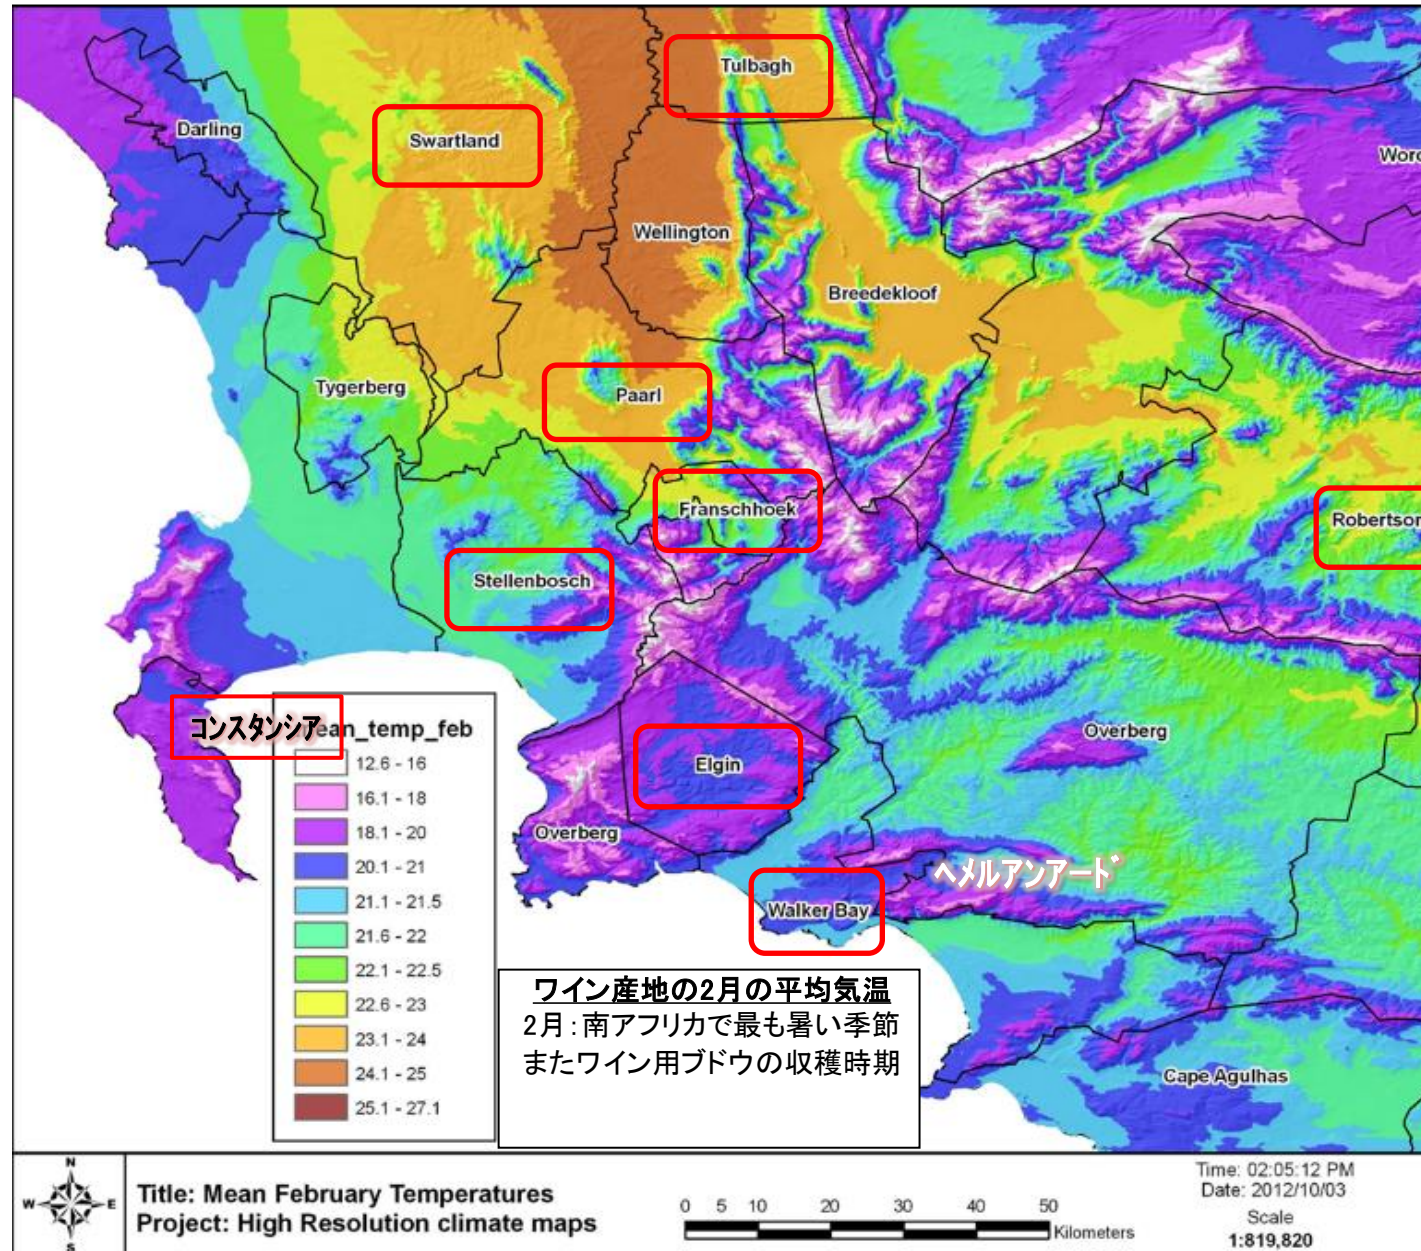 Tulbagh
Darling
Swartland
Worc
Wellington
Breedekloof
Tygerberg
Paarl
Franschhoek
Robertson
Stellenbosch
コンスタンシア
ean_temp_feb
12.6 - 16
16.1 - 18
18.1 - 20
20.1 - 21
21.1 - 21.5
21.6 - 22
22.1 - 22.5
22.6 - 23
23.1 - 24
24.1 - 25
25.1 - 27.1
Overberg
Elgin
Overberg
ヘメルアンアード
Walker Bay
Cape Agulhas
ワイン産地の2月の平均気温
2月：南アフリカで最も暑い季節
またワイン用ブドウの収穫時期
N
W E
S
Title: Mean February Temperatures
Project: High Resolution climate maps
0 5 10 20 30 40 50
Kilometers
Time: 02:05:12 PM
Date: 2012/10/03
Scale
1:819,820